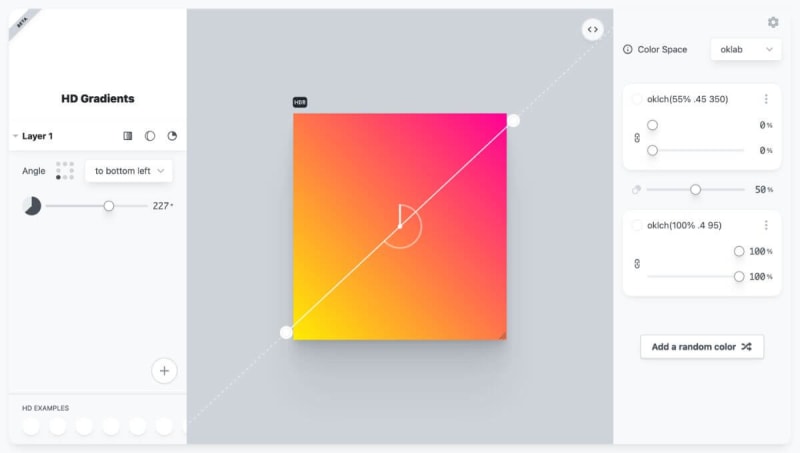 BETA
HD Gradients
Layer 1
Angle
to bottom left
227°
HD EXAMPLES
HDR
Color Space
oklab
oklch(55% .45 350)
0%
0%
50%
oklch(100% .4 95)
100%
100%
Add a random color